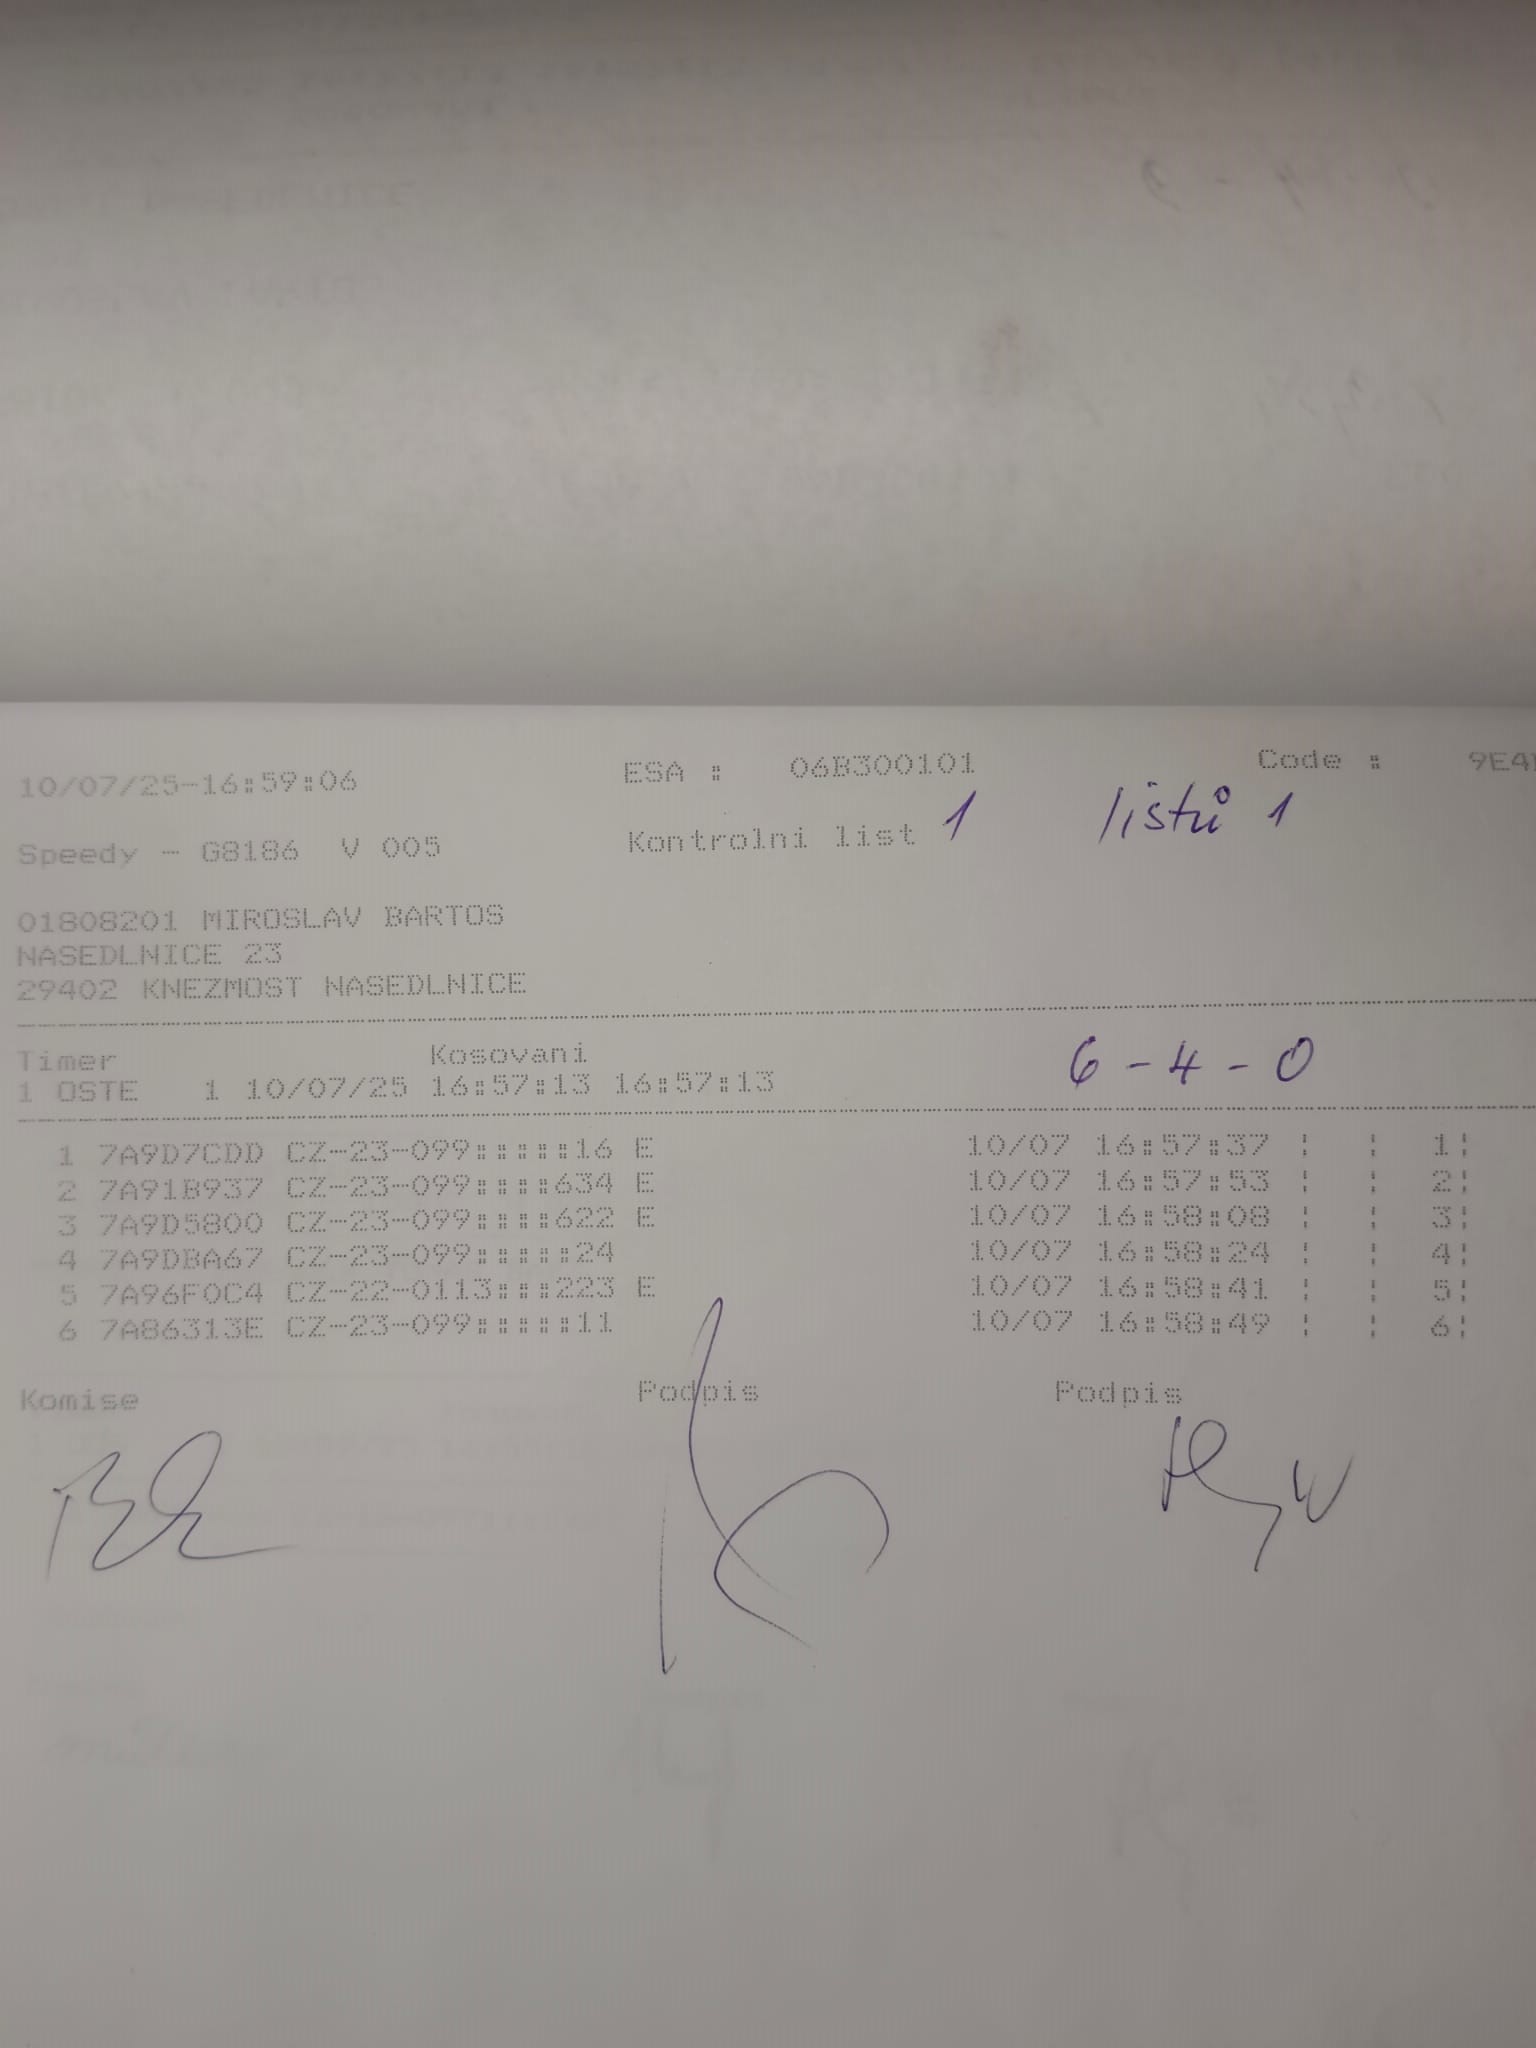 10/07/25-16:59:06 ESA : 06B300101 Code : 9E4
Speedy - G8186 V 005 Kontrolni list 1 listů 1
01808201 MIROSLAV BARTOS
NASEDLNICE 23
29402 KNEZMOST NASEDLNICE
Timer Kosovani
1 OSTE 1 10/07/25 16:57:13 16:57:13 6-4-0
1 7A9D7CDD CZ-23-099:::::16 E 10/07 16:57:37 ¦ ¦ 1¦
2 7A91B937 CZ-23-099::::634 E 10/07 16:57:53 ¦ ¦ 2¦
3 7A9D5800 CZ-23-099::::622 E 10/07 16:58:08 ¦ ¦ 3¦
4 7A9DBA67 CZ-23-099:::::24 10/07 16:58:24 ¦ ¦ 4¦
5 7A96F0C4 CZ-22-0113:::223 E 10/07 16:58:41 ¦ ¦ 5¦
6 7A86313E CZ-23-099:::::11 10/07 16:58:49 ¦ ¦ 6¦
Komise Podpis Podpis